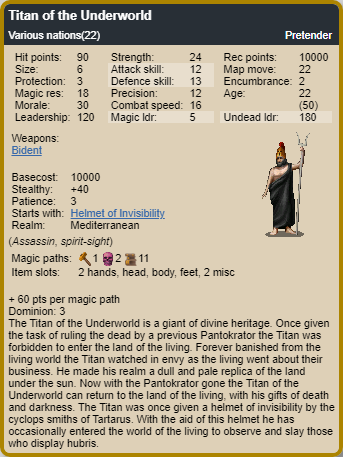 Titan of the Underworld
Various nations(22) Pretender
Hit points: 90 Strength: 24 Rec points: 10000
Size: 6 Attack skill: 12 Map move: 22
Protection: 3 Defence skill: 13 Encumbrance: 2
Magic res: 18 Precision: 12 Age: 22
Morale: 30 Combat speed: 16 (50)
Leadership: 120 Magic ldr: 5 Undead ldr: 180
Weapons:
Bident
Basecost: 10000
Stealthy: +40
Patience: 3
Starts with: Helmet of Invisibility
Realm: Mediterranean
(Assassin, spirit-sight)
Magic paths: 1 2 11
Item slots: 2 hands, head, body, feet, 2 misc
+ 60 pts per magic path
Dominion: 3
The Titan of the Underworld is a giant of divine heritage. Once given
the task of ruling the dead by a previous Pantokrator the Titan was
forbidden to enter the land of the living. Forever banished from the
living world the Titan watched in envy as the living went about their
business. He made his realm a dull and pale replica of the land
under the sun. Now with the Pantokrator gone the Titan of the
Underworld can return to the land of the living, with his gifts of death
and darkness. The Titan was once given a helmet of invisibility by the
cyclops smiths of Tartarus. With the aid of this helmet he has
occasionally entered the world of the living to observe and slay those
who display hubris.